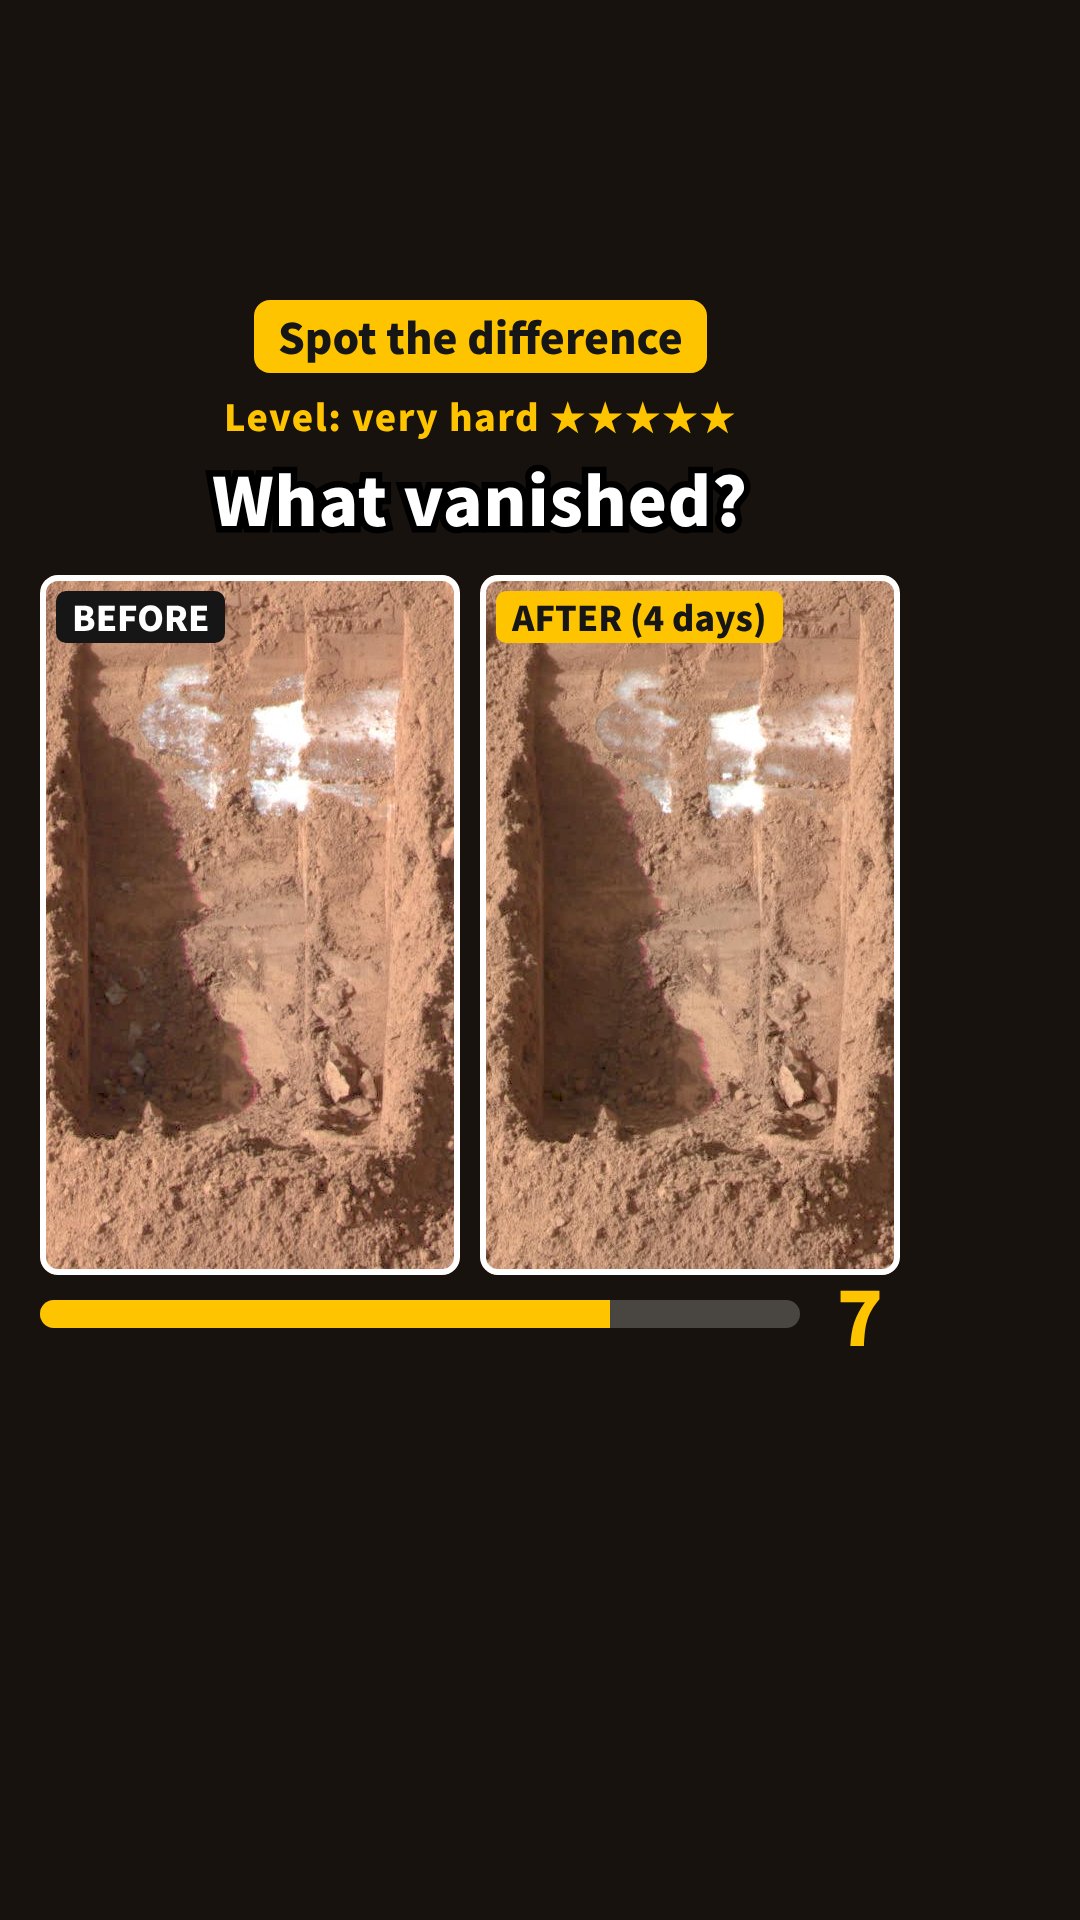 Spot the difference
Level: very hard ★★★★★
What vanished?
BEFORE
AFTER (4 days)
7